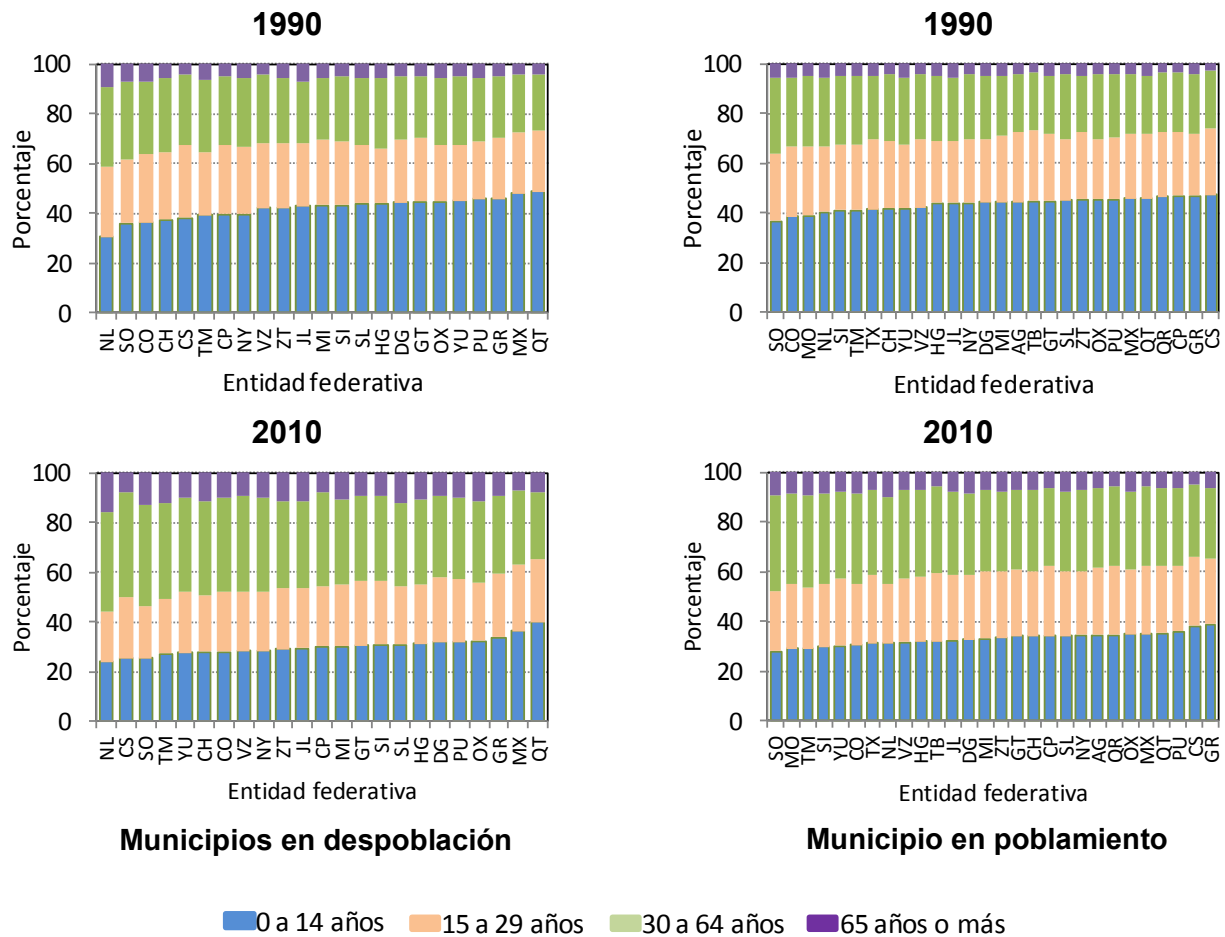 1990
Porcentaje
100
80
60
40
20
0
NL SO CO CH CS TM CP NY VZ ZT JL MI SI SL HG DG GT OX YU PU GR MX QT
Entidad federativa
1990
Porcentaje
100
80
60
40
20
0
SO CO MO NL SI TM TX CH YU VZ HG JL NY DG MI AG TB GT SL ZT OX PU MX QT QR CP GR CS
Entidad federativa
2010
Porcentaje
100
80
60
40
20
0
NL CS SO TM YU CH CO VZ NY ZT JL CP MI GT SI SL HG DG PU OX GR MX QT
Entidad federativa
Municipios en despoblación
2010
Porcentaje
100
80
60
40
20
0
SO MO TM SI YU CO TX NL VZ HG TB JL DG MI ZT GT CH CP SL NY AG QR OX MX QT PU CS GR
Entidad federativa
Municipio en poblamiento
0 a 14 años 15 a 29 años 30 a 64 años 65 años o más